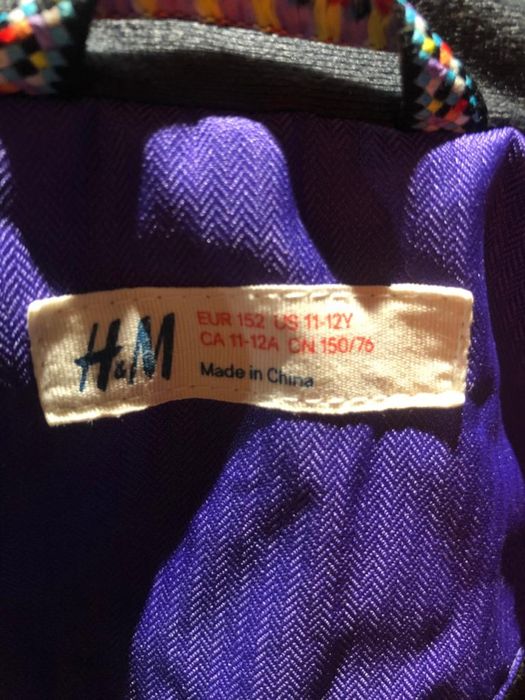 H&M
EUR 152 US 11-12Y
CA 11-12A CN 150/76
Made in China